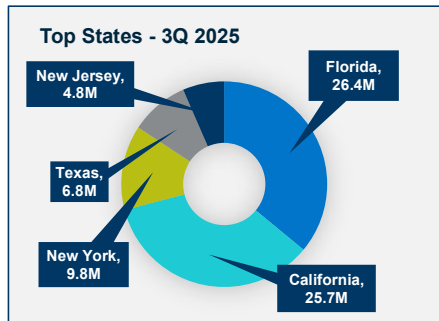 Top States - 3Q 2025
New Jersey,
4.8M
Florida,
26.4M
Texas,
6.8M
New York,
9.8M
California,
25.7M